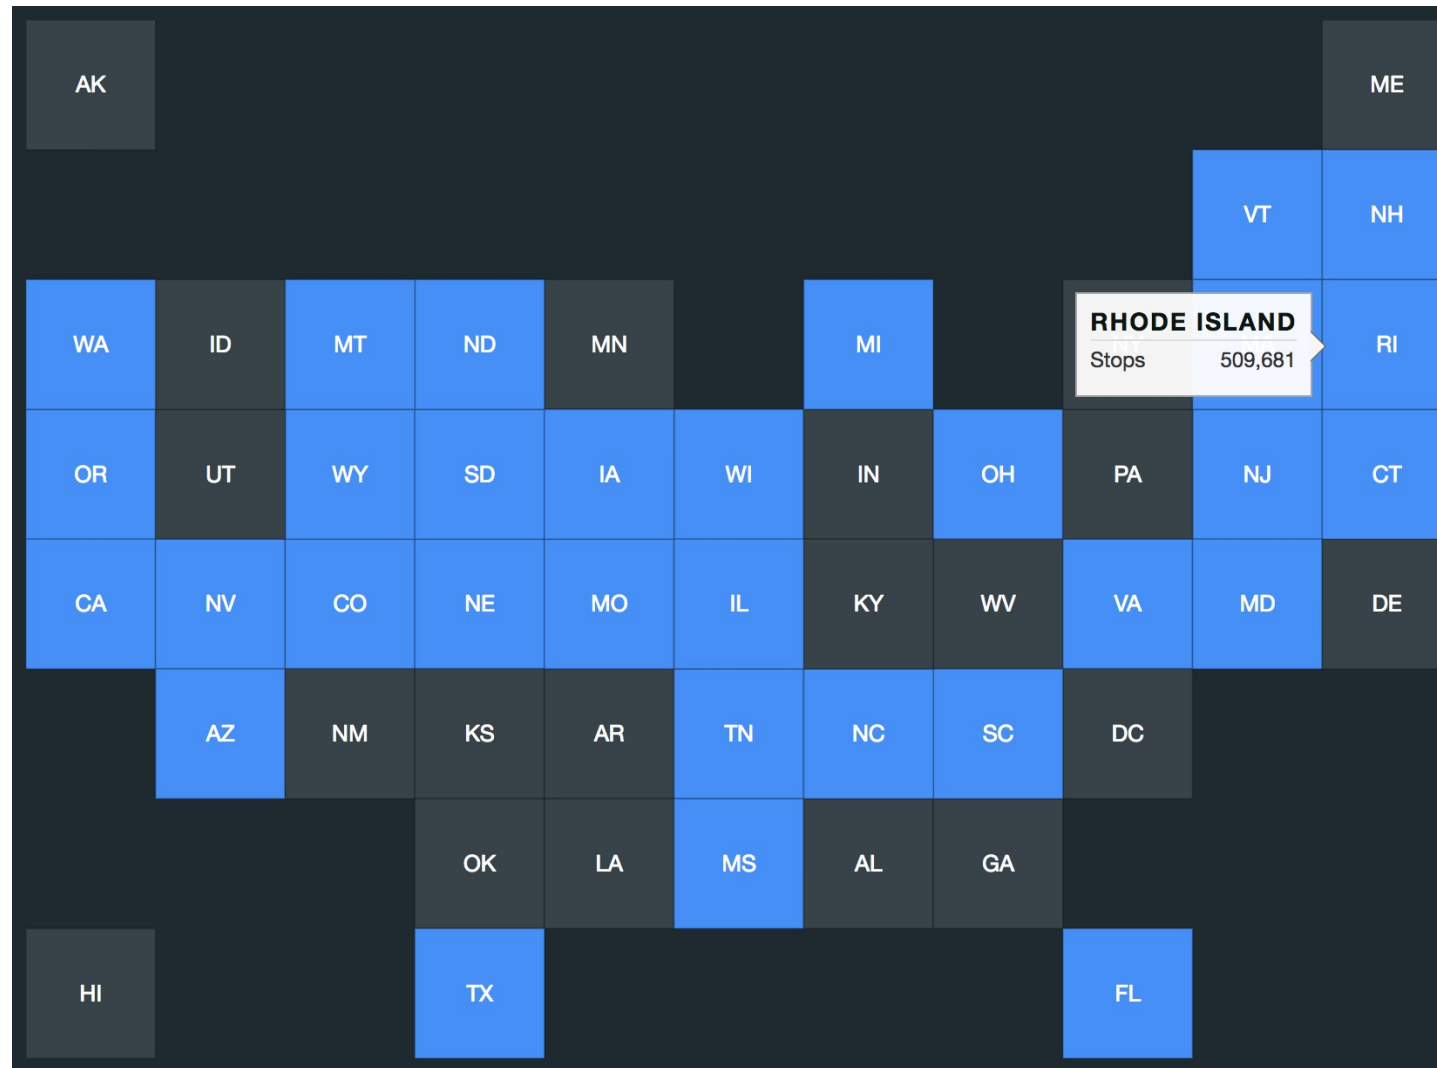 AK ME
VT NH
WA ID MT ND MN MI NY MA RI
RHODE ISLAND
Stops 509,681
OR UT WY SD IA WI IN OH PA NJ CT
CA NV CO NE MO IL KY WV VA MD DE
AZ NM KS AR TN NC SC DC
OK LA MS AL GA
HI TX FL